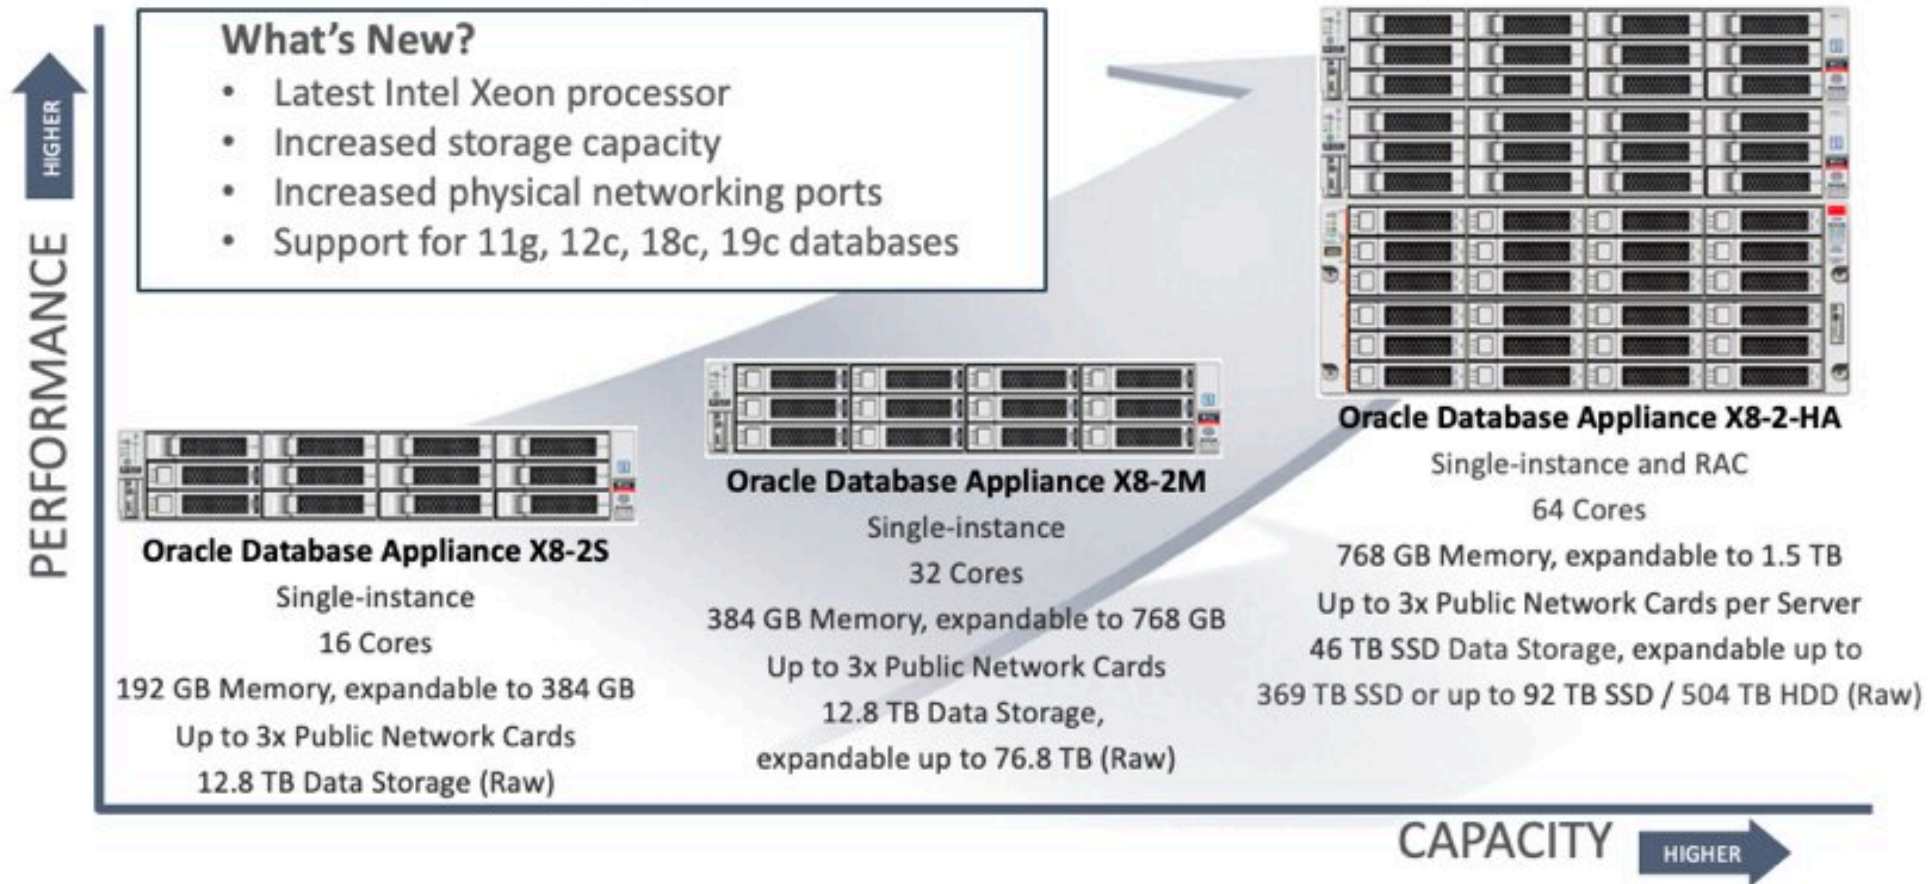 What's New?
• Latest Intel Xeon processor
• Increased storage capacity
• Increased physical networking ports
• Support for 11g, 12c, 18c, 19c databases
HIGHER
PERFORMANCE
Oracle Database Appliance X8-2S
Single-instance
16 Cores
192 GB Memory, expandable to 384 GB
Up to 3x Public Network Cards
12.8 TB Data Storage (Raw)
Oracle Database Appliance X8-2M
Single-instance
32 Cores
384 GB Memory, expandable to 768 GB
Up to 3x Public Network Cards
12.8 TB Data Storage,
expandable up to 76.8 TB (Raw)
Oracle Database Appliance X8-2-HA
Single-instance and RAC
64 Cores
768 GB Memory, expandable to 1.5 TB
Up to 3x Public Network Cards per Server
46 TB SSD Data Storage, expandable up to
369 TB SSD or up to 92 TB SSD / 504 TB HDD (Raw)
CAPACITY
HIGHER